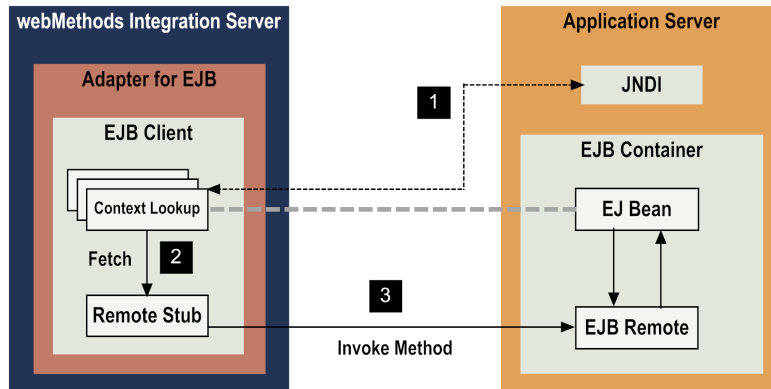 webMethods Integration Server
Application Server
Adapter for EJB
JNDI
1
EJB Client
EJB Container
Context Lookup
EJ Bean
Fetch
2
3
Remote Stub
EJB Remote
Invoke Method